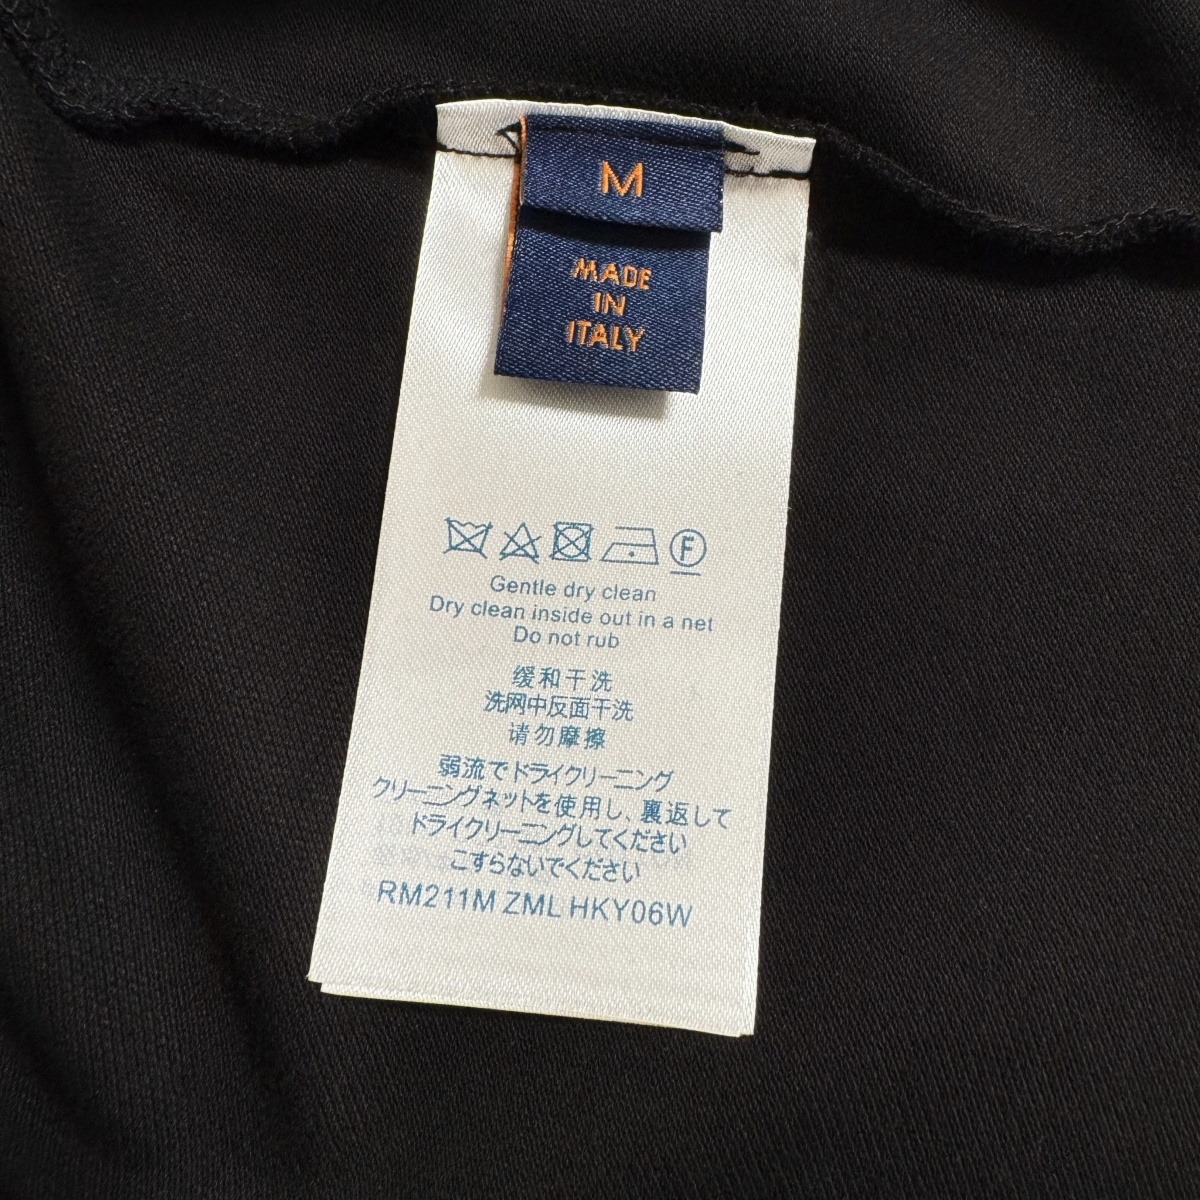 M
MADE
IN
ITALY
F
Gentle dry clean
Dry clean inside out in a net
Do not rub
缓和干洗
洗网中反面干洗
请勿摩擦
弱流でドライクリーニング
クリーニングネットを使用し、裏返して
ドライクリーニングしてください
こすらないでください
RM211M ZML HKY06W